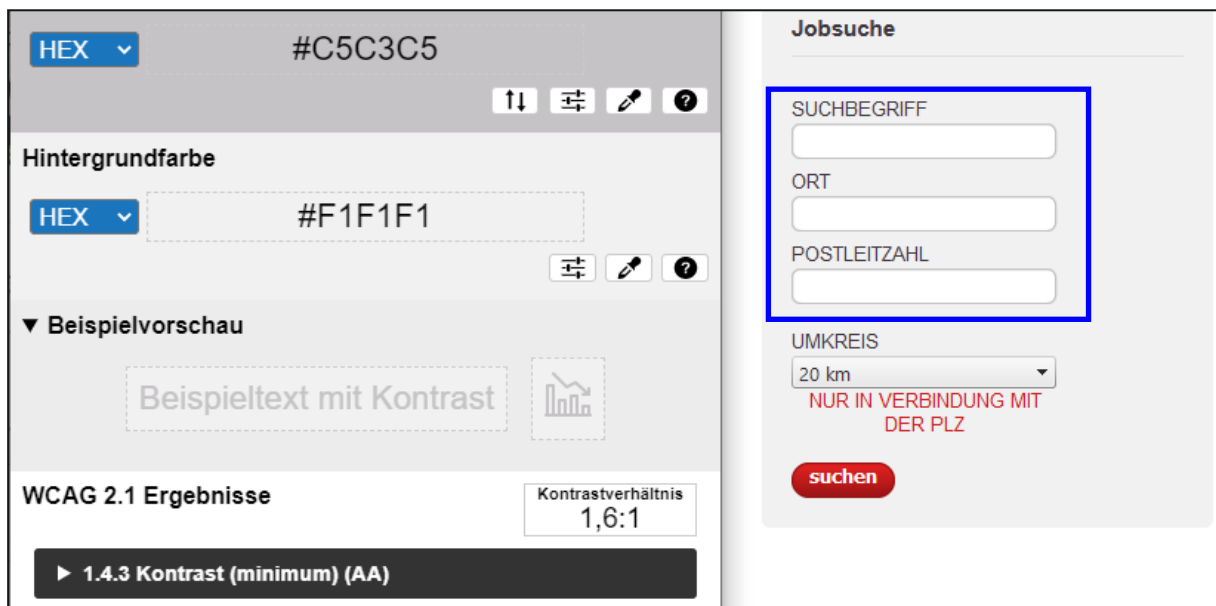 HEX
#C5C3C5
Hintergrundfarbe
HEX
#F1F1F1
▼ Beispielvorschau
Beispieltext mit Kontrast
WCAG 2.1 Ergebnisse
Kontrastverhältnis
1,6:1
▶ 1.4.3 Kontrast (minimum) (AA)
Jobsuche
SUCHBEGRIFF
ORT
POSTLEITZAHL
UMKREIS
20 km
NUR IN VERBINDUNG MIT
DER PLZ
suchen